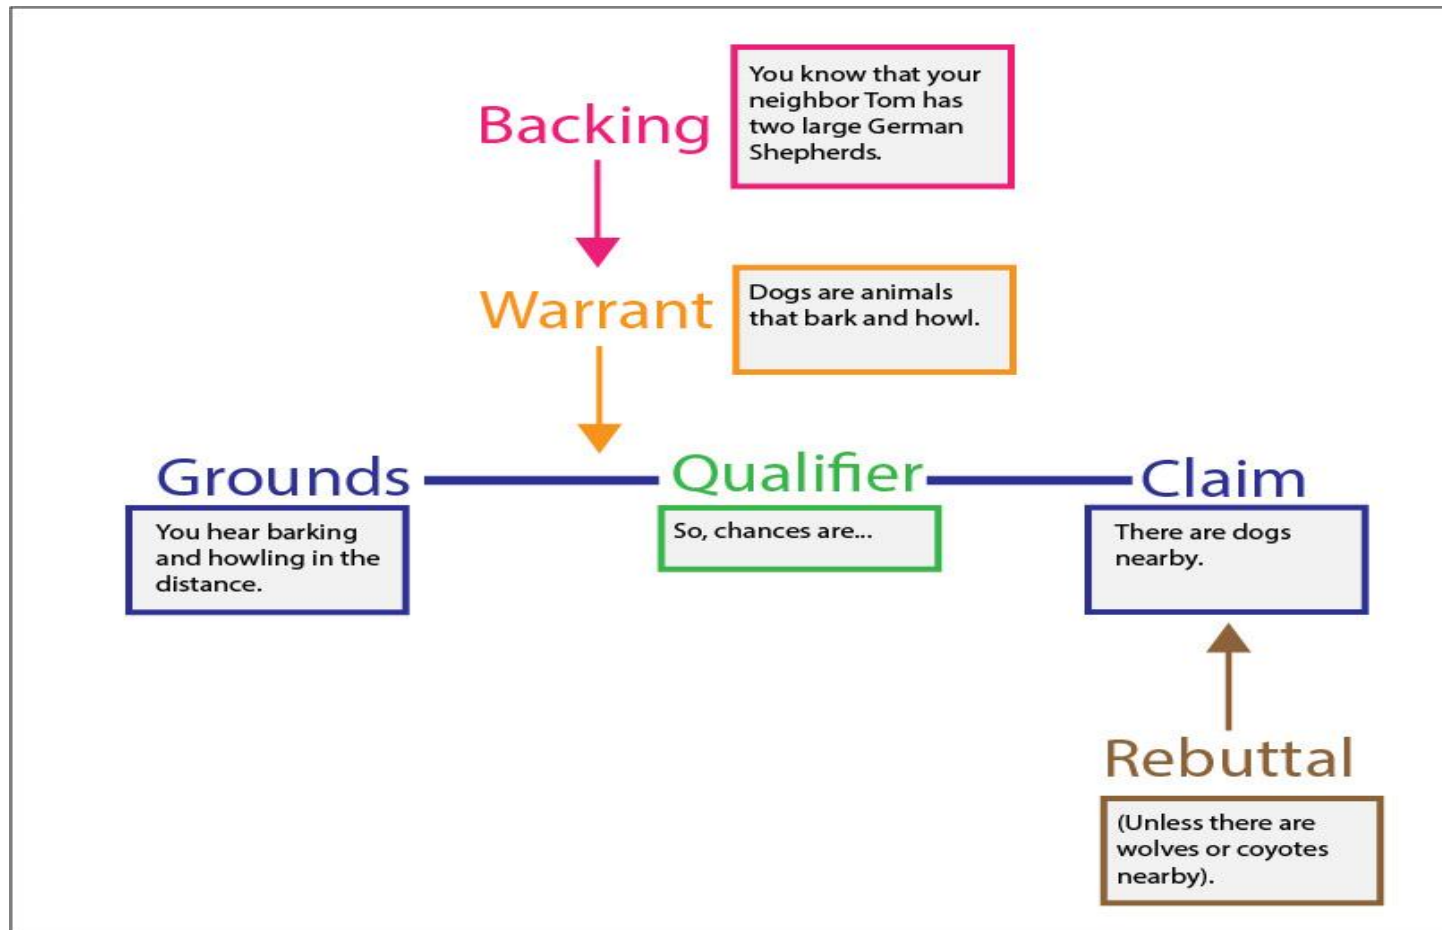 Backing
You know that your
neighbor Tom has
two large German
Shepherds.
Warrant
Dogs are animals
that bark and howl.
Grounds
You hear barking
and howling in the
distance.
Qualifier
So, chances are...
Claim
There are dogs
nearby.
Rebuttal
(Unless there are
wolves or coyotes
nearby).